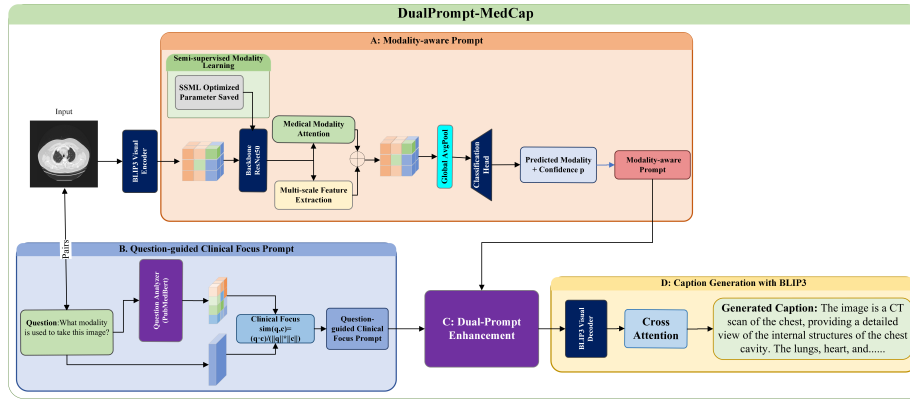 DualPrompt-MedCap
A: Modality-aware Prompt
Semi-supervised Modality
Learning
SSML Optimized
Parameter Saved
Input
BLIP3 Visual
Encoder
Backbone
ResNet50
Medical Modality
Attention
Multi-scale Feature
Extraction
Global AvgPool
Classification
Head
Predicted Modality
+ Confidence p
Modality-aware
Prompt
Pairs
B. Question-guided Clinical Focus Prompt
Question:What modality
is used to take this image?
Question Analyzer
(PubMedBert)
Clinical Focus
sim(q,c)=
(q·c)/(||q||*||c||)
Question-
guided Clinical
Focus Prompt
C: Dual-Prompt
Enhancement
D: Caption Generation with BLIP3
BLIP3 Visual
Decoder
Cross
Attention
Generated Caption: The image is a CT
scan of the chest, providing a detailed
view of the internal structures of the chest
cavity. The lungs, heart, and......